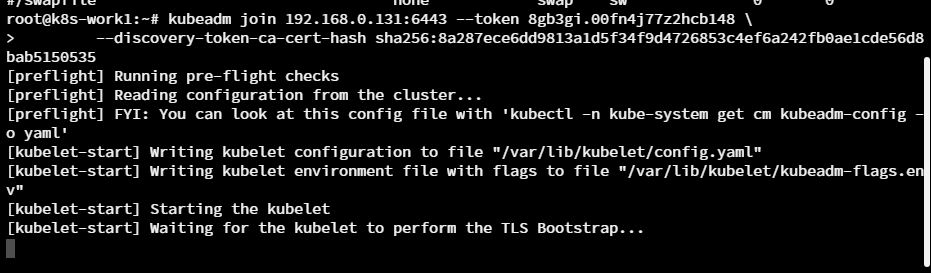 #/swapfile                                 none            swap    sw              0       0
root@k8s-work1:~# kubeadm join 192.168.0.131:6443 --token 8gb3gi.00fn4j77z2hcb148 \
>         --discovery-token-ca-cert-hash sha256:8a287ece6dd9813a1d5f34f9d4726853c4ef6a242fb0ae1cde56d8
bab5150535
[preflight] Running pre-flight checks
[preflight] Reading configuration from the cluster...
[preflight] FYI: You can look at this config file with 'kubectl -n kube-system get cm kubeadm-config -
o yaml'
[kubelet-start] Writing kubelet configuration to file "/var/lib/kubelet/config.yaml"
[kubelet-start] Writing kubelet environment file with flags to file "/var/lib/kubelet/kubeadm-flags.en
v"
[kubelet-start] Starting the kubelet
[kubelet-start] Waiting for the kubelet to perform the TLS Bootstrap...